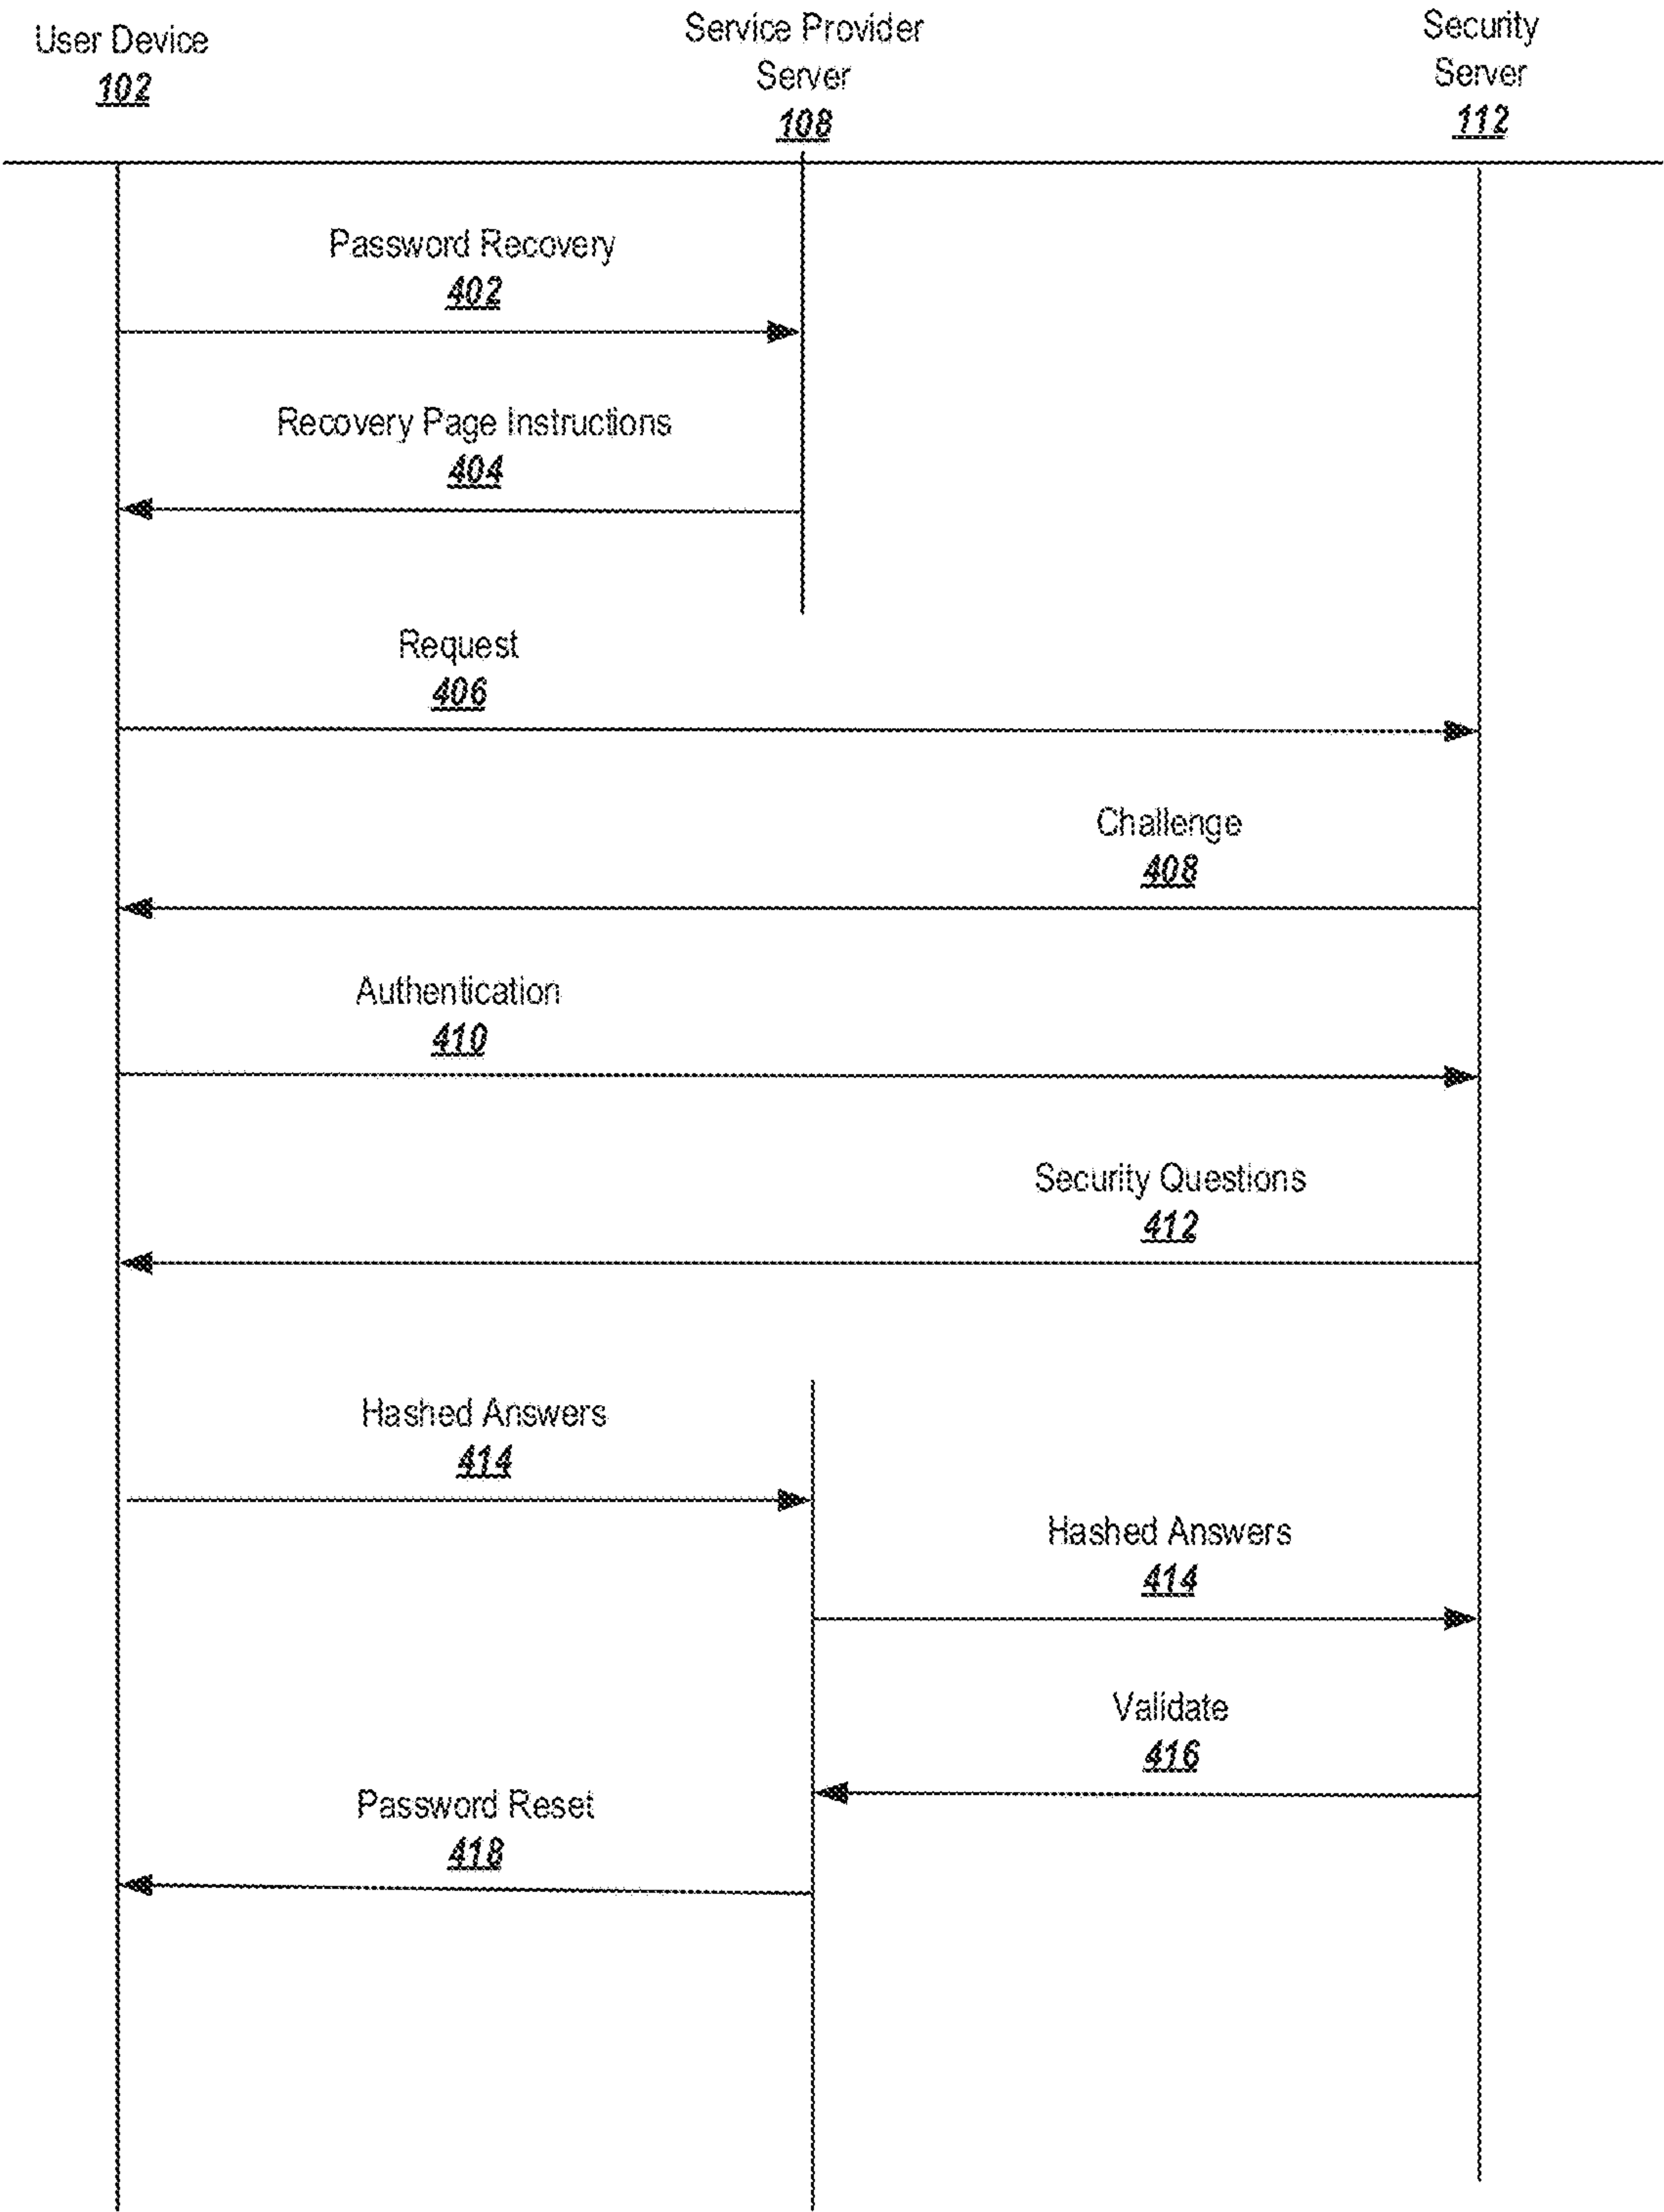 User Device
102
Service Provider
Server
108
Security
Server
112
Password Recovery
402
Recovery Page Instructions
404
Request
406
Challenge
408
Authentication
410
Security Questions
412
Hashed Answers
414
Hashed Answers
414
Validate
416
Password Reset
418